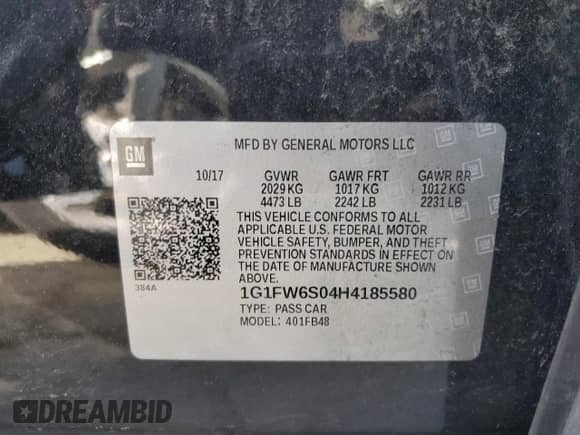 GM
MFD BY GENERAL MOTORS LLC
10/17 GVWR GAWR FRT GAWR RR
2029 KG 1017 KG 1012 KG
4473 LB 2242 LB 2231 LB
THIS VEHICLE CONFORMS TO ALL
APPLICABLE U.S. FEDERAL MOTOR
VEHICLE SAFETY, BUMPER, AND THEFT
PREVENTION STANDARDS IN EFFECT ON
THE DATE OF MANUFACTURE SHOWN
ABOVE.
384A
1G1FW6S04H4185580
TYPE: PASS CAR
MODEL: 401FB48
DREAMBID